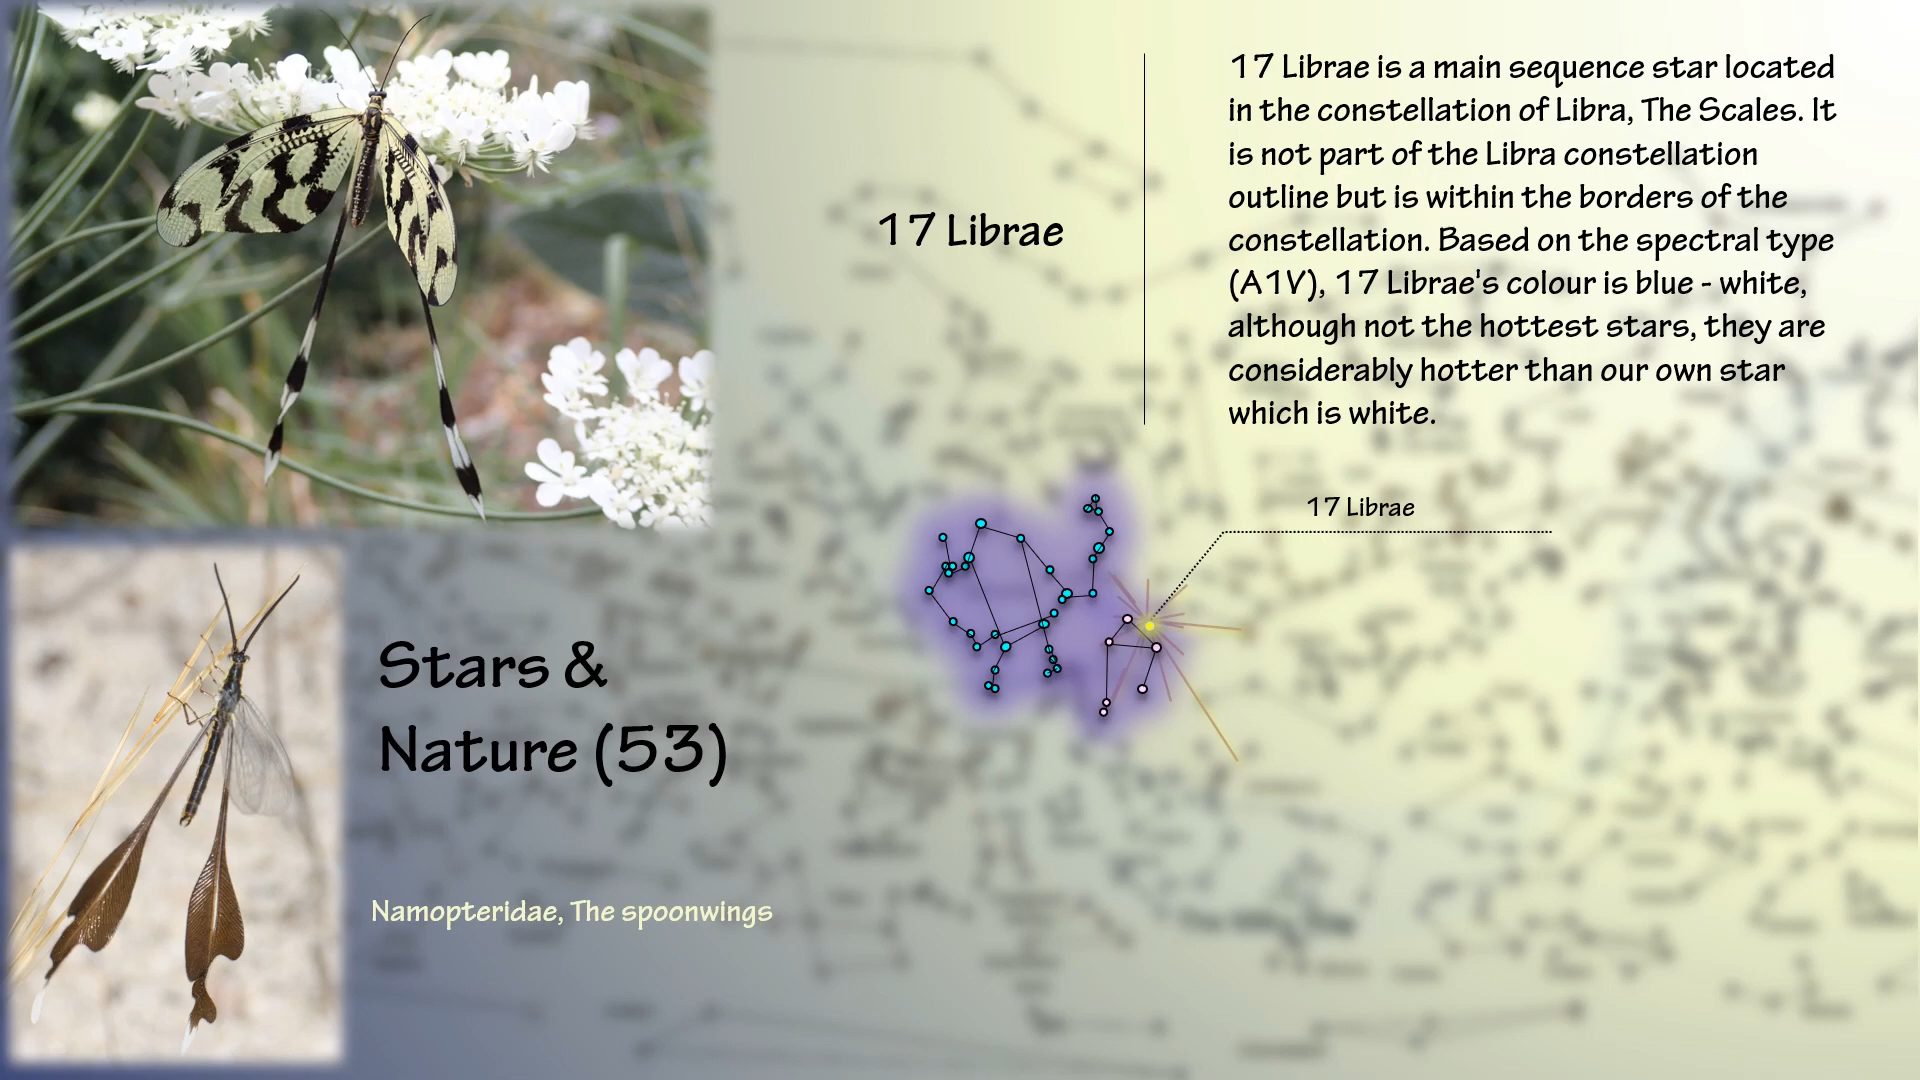 17 Librae
17 Librae is a main sequence star located
in the constellation of Libra, The Scales. It
is not part of the Libra constellation
outline but is within the borders of the
constellation. Based on the spectral type
(A1V), 17 Librae's colour is blue - white,
although not the hottest stars, they are
considerably hotter than our own star
which is white.
17 Librae
Stars &
Nature (53)
Namopteridae, The spoonwings